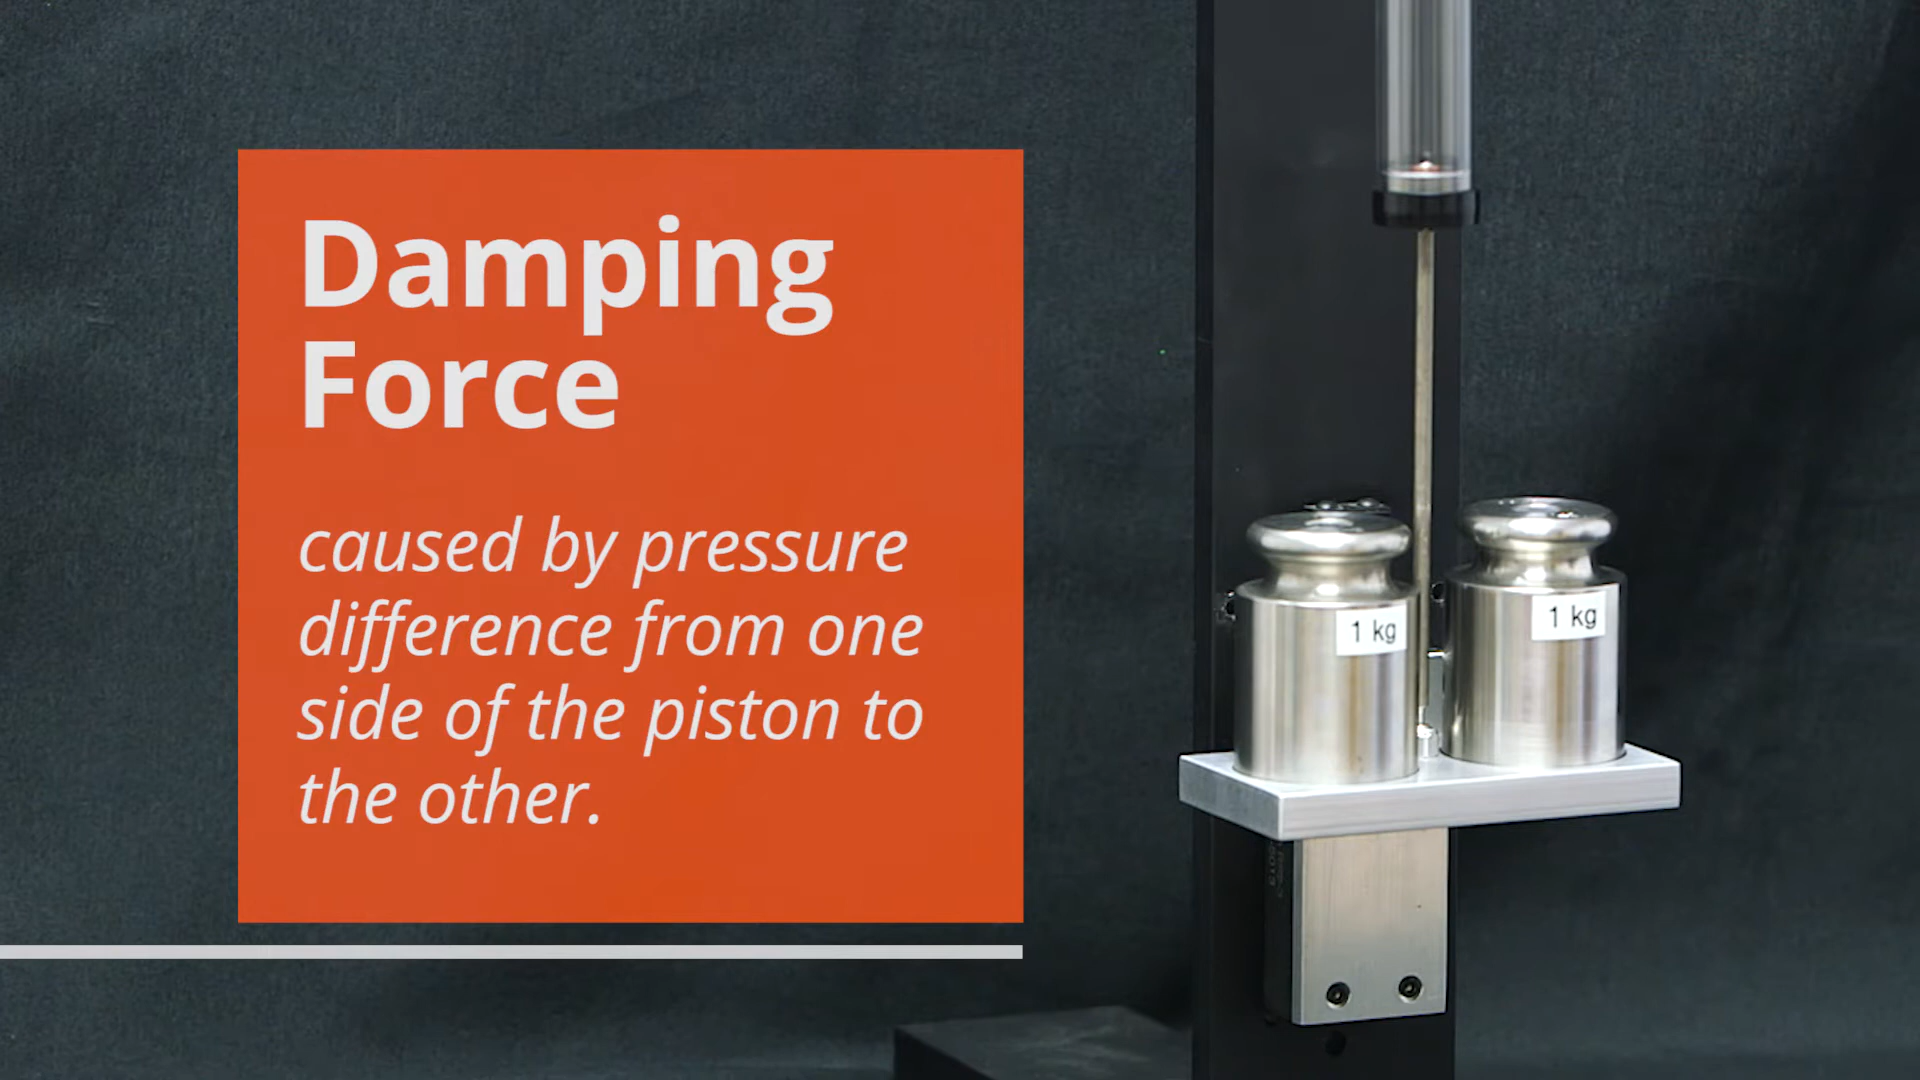 Damping
Force
caused by pressure
difference from one
side of the piston to
the other.
1 kg
1 kg